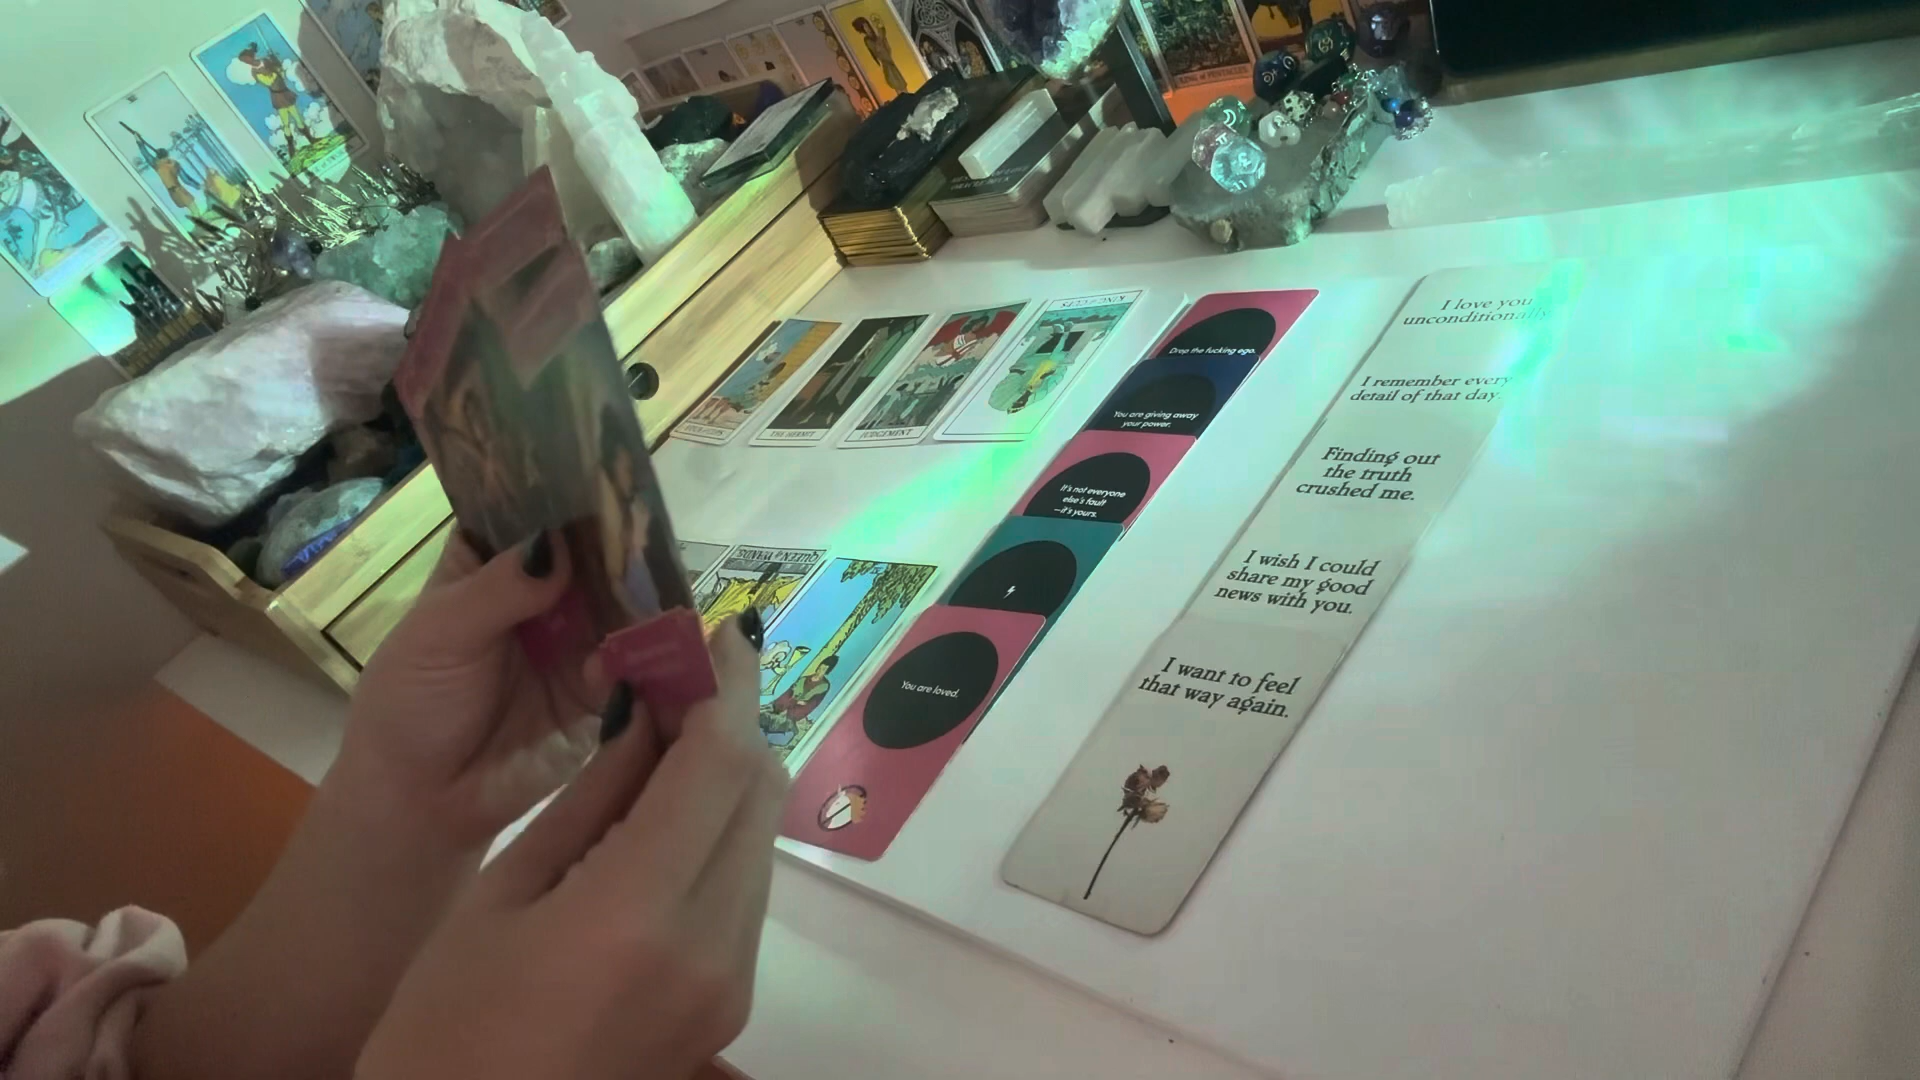 KING of PENTACLES
KING of CUPS
THE HERMIT
JUDGEMENT
QUEEN of WANDS
Drop the fucking ego.
You are giving away
your power.
It's not everyone
else's fault
—it's yours.
You are loved.
I love you
unconditionally
I remember every
detail of that day.
Finding out
the truth
crushed me.
I wish I could
share my good
news with you.
I want to feel
that way again.